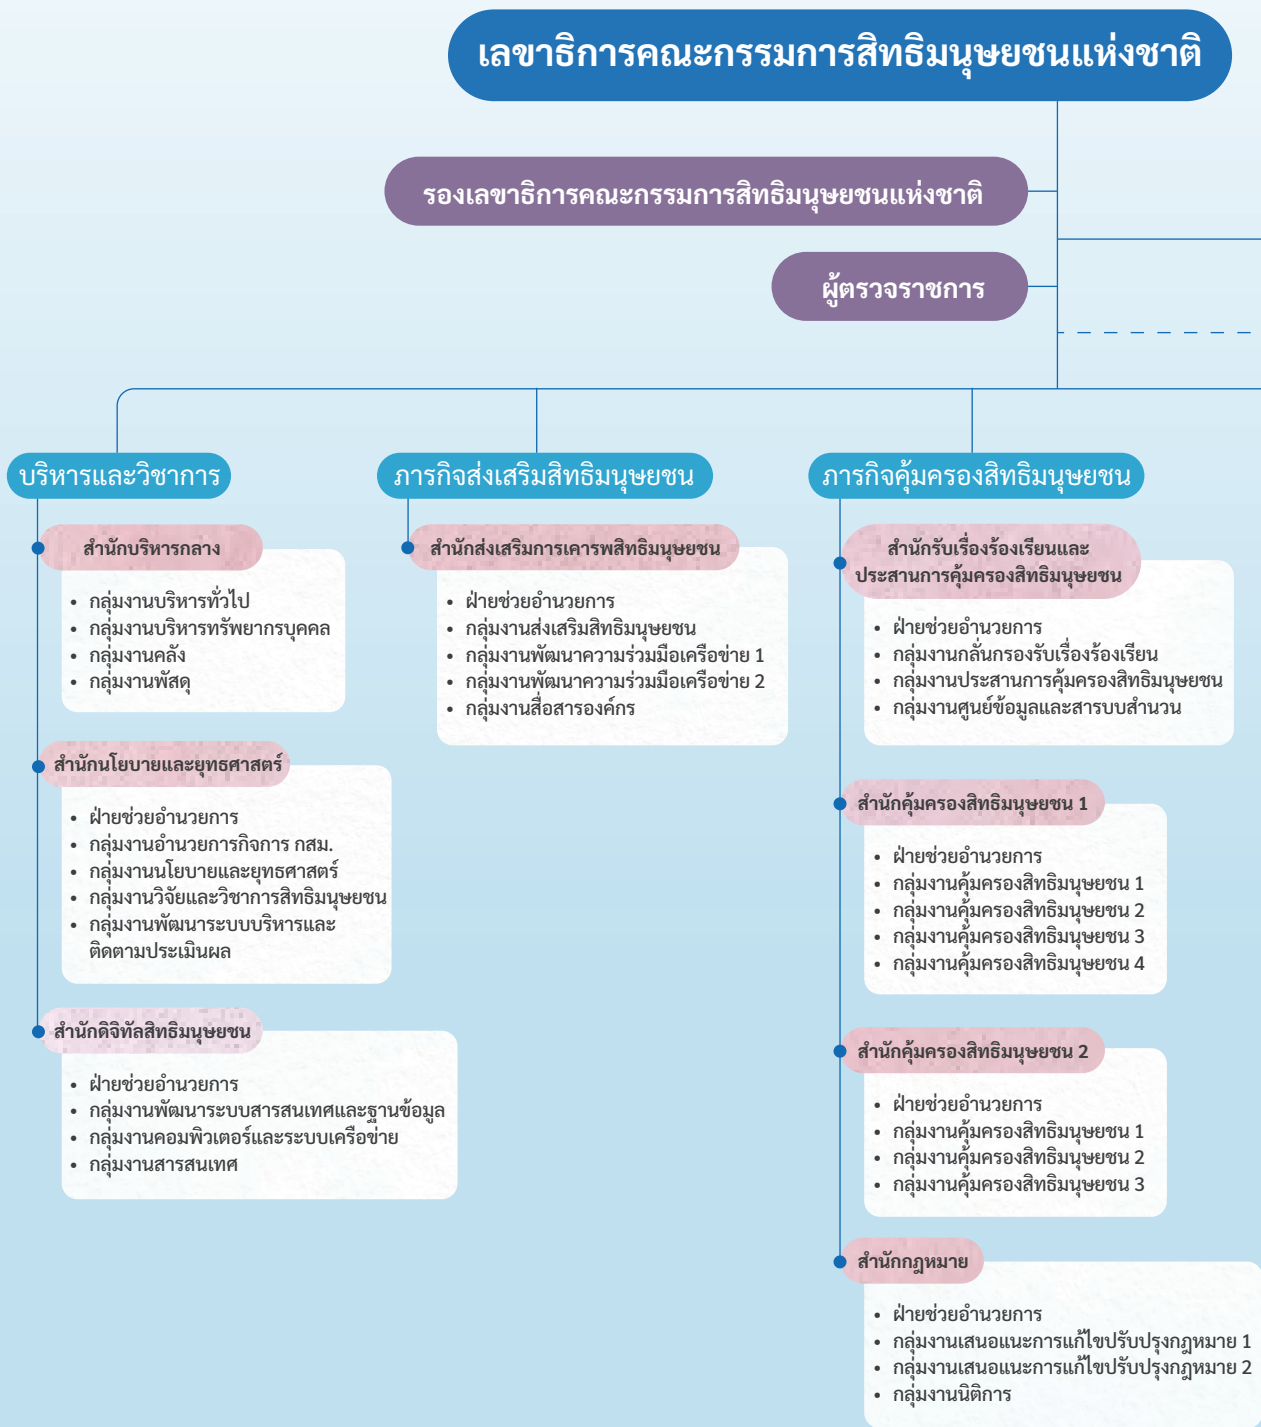 เลขาธิการคณะกรรมการสิทธิมนุษยชนแห่งชาติ
รองเลขาธิการคณะกรรมการสิทธิมนุษยชนแห่งชาติ
ผู้ตรวจราชการ
บริหารและวิชาการ
สำนักบริหารกลาง
• กลุ่มงานบริหารทั่วไป
• กลุ่มงานบริหารทรัพยากรบุคคล
• กลุ่มงานคลัง
• กลุ่มงานพัสดุ
สำนักนโยบายและยุทธศาสตร์
• ฝ่ายช่วยอำนวยการ
• กลุ่มงานอำนวยการกิจการ กสม.
• กลุ่มงานนโยบายและยุทธศาสตร์
• กลุ่มงานวิจัยและวิชาการสิทธิมนุษยชน
• กลุ่มงานพัฒนาระบบบริหารและ
ติดตามประเมินผล
สำนักดิจิทัลสิทธิมนุษยชน
• ฝ่ายช่วยอำนวยการ
• กลุ่มงานพัฒนาระบบสารสนเทศและฐานข้อมูล
• กลุ่มงานคอมพิวเตอร์และระบบเครือข่าย
• กลุ่มงานสารสนเทศ
ภารกิจส่งเสริมสิทธิมนุษยชน
สำนักส่งเสริมการเคารพสิทธิมนุษยชน
• ฝ่ายช่วยอำนวยการ
• กลุ่มงานส่งเสริมสิทธิมนุษยชน
• กลุ่มงานพัฒนาความร่วมมือเครือข่าย 1
• กลุ่มงานพัฒนาความร่วมมือเครือข่าย 2
• กลุ่มงานสื่อสารองค์กร
ภารกิจคุ้มครองสิทธิมนุษยชน
สำนักรับเรื่องร้องเรียนและ
ประสานการคุ้มครองสิทธิมนุษยชน
• ฝ่ายช่วยอำนวยการ
• กลุ่มงานกลั่นกรองรับเรื่องร้องเรียน
• กลุ่มงานประสานการคุ้มครองสิทธิมนุษยชน
• กลุ่มงานศูนย์ข้อมูลและสารบบสำนวน
สำนักคุ้มครองสิทธิมนุษยชน 1
• ฝ่ายช่วยอำนวยการ
• กลุ่มงานคุ้มครองสิทธิมนุษยชน 1
• กลุ่มงานคุ้มครองสิทธิมนุษยชน 2
• กลุ่มงานคุ้มครองสิทธิมนุษยชน 3
• กลุ่มงานคุ้มครองสิทธิมนุษยชน 4
สำนักคุ้มครองสิทธิมนุษยชน 2
• ฝ่ายช่วยอำนวยการ
• กลุ่มงานคุ้มครองสิทธิมนุษยชน 1
• กลุ่มงานคุ้มครองสิทธิมนุษยชน 2
• กลุ่มงานคุ้มครองสิทธิมนุษยชน 3
สำนักกฎหมาย
• ฝ่ายช่วยอำนวยการ
• กลุ่มงานเสนอแนะการแก้ไขปรับปรุงกฎหมาย 1
• กลุ่มงานเสนอแนะการแก้ไขปรับปรุงกฎหมาย 2
• กลุ่มงานนิติการ